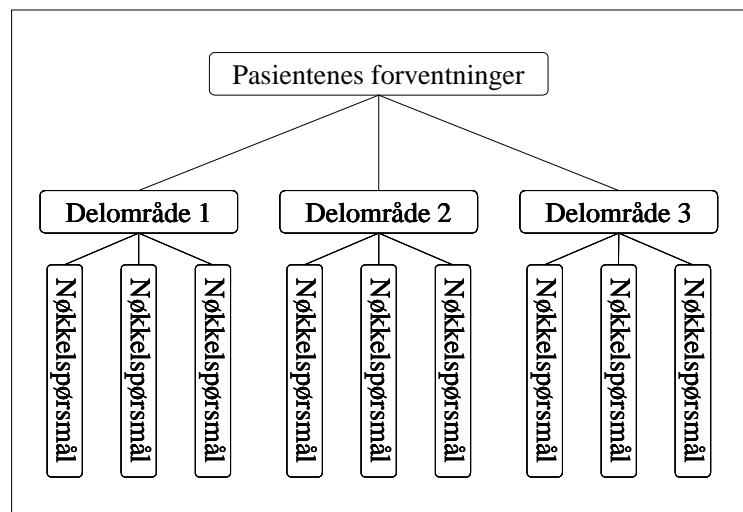 Pasientenes forventninger
Delområde 1
Delområde 2
Delområde 3
Nøkkelspørsmål
Nøkkelspørsmål
Nøkkelspørsmål
Nøkkelspørsmål
Nøkkelspørsmål
Nøkkelspørsmål
Nøkkelspørsmål
Nøkkelspørsmål
Nøkkelspørsmål